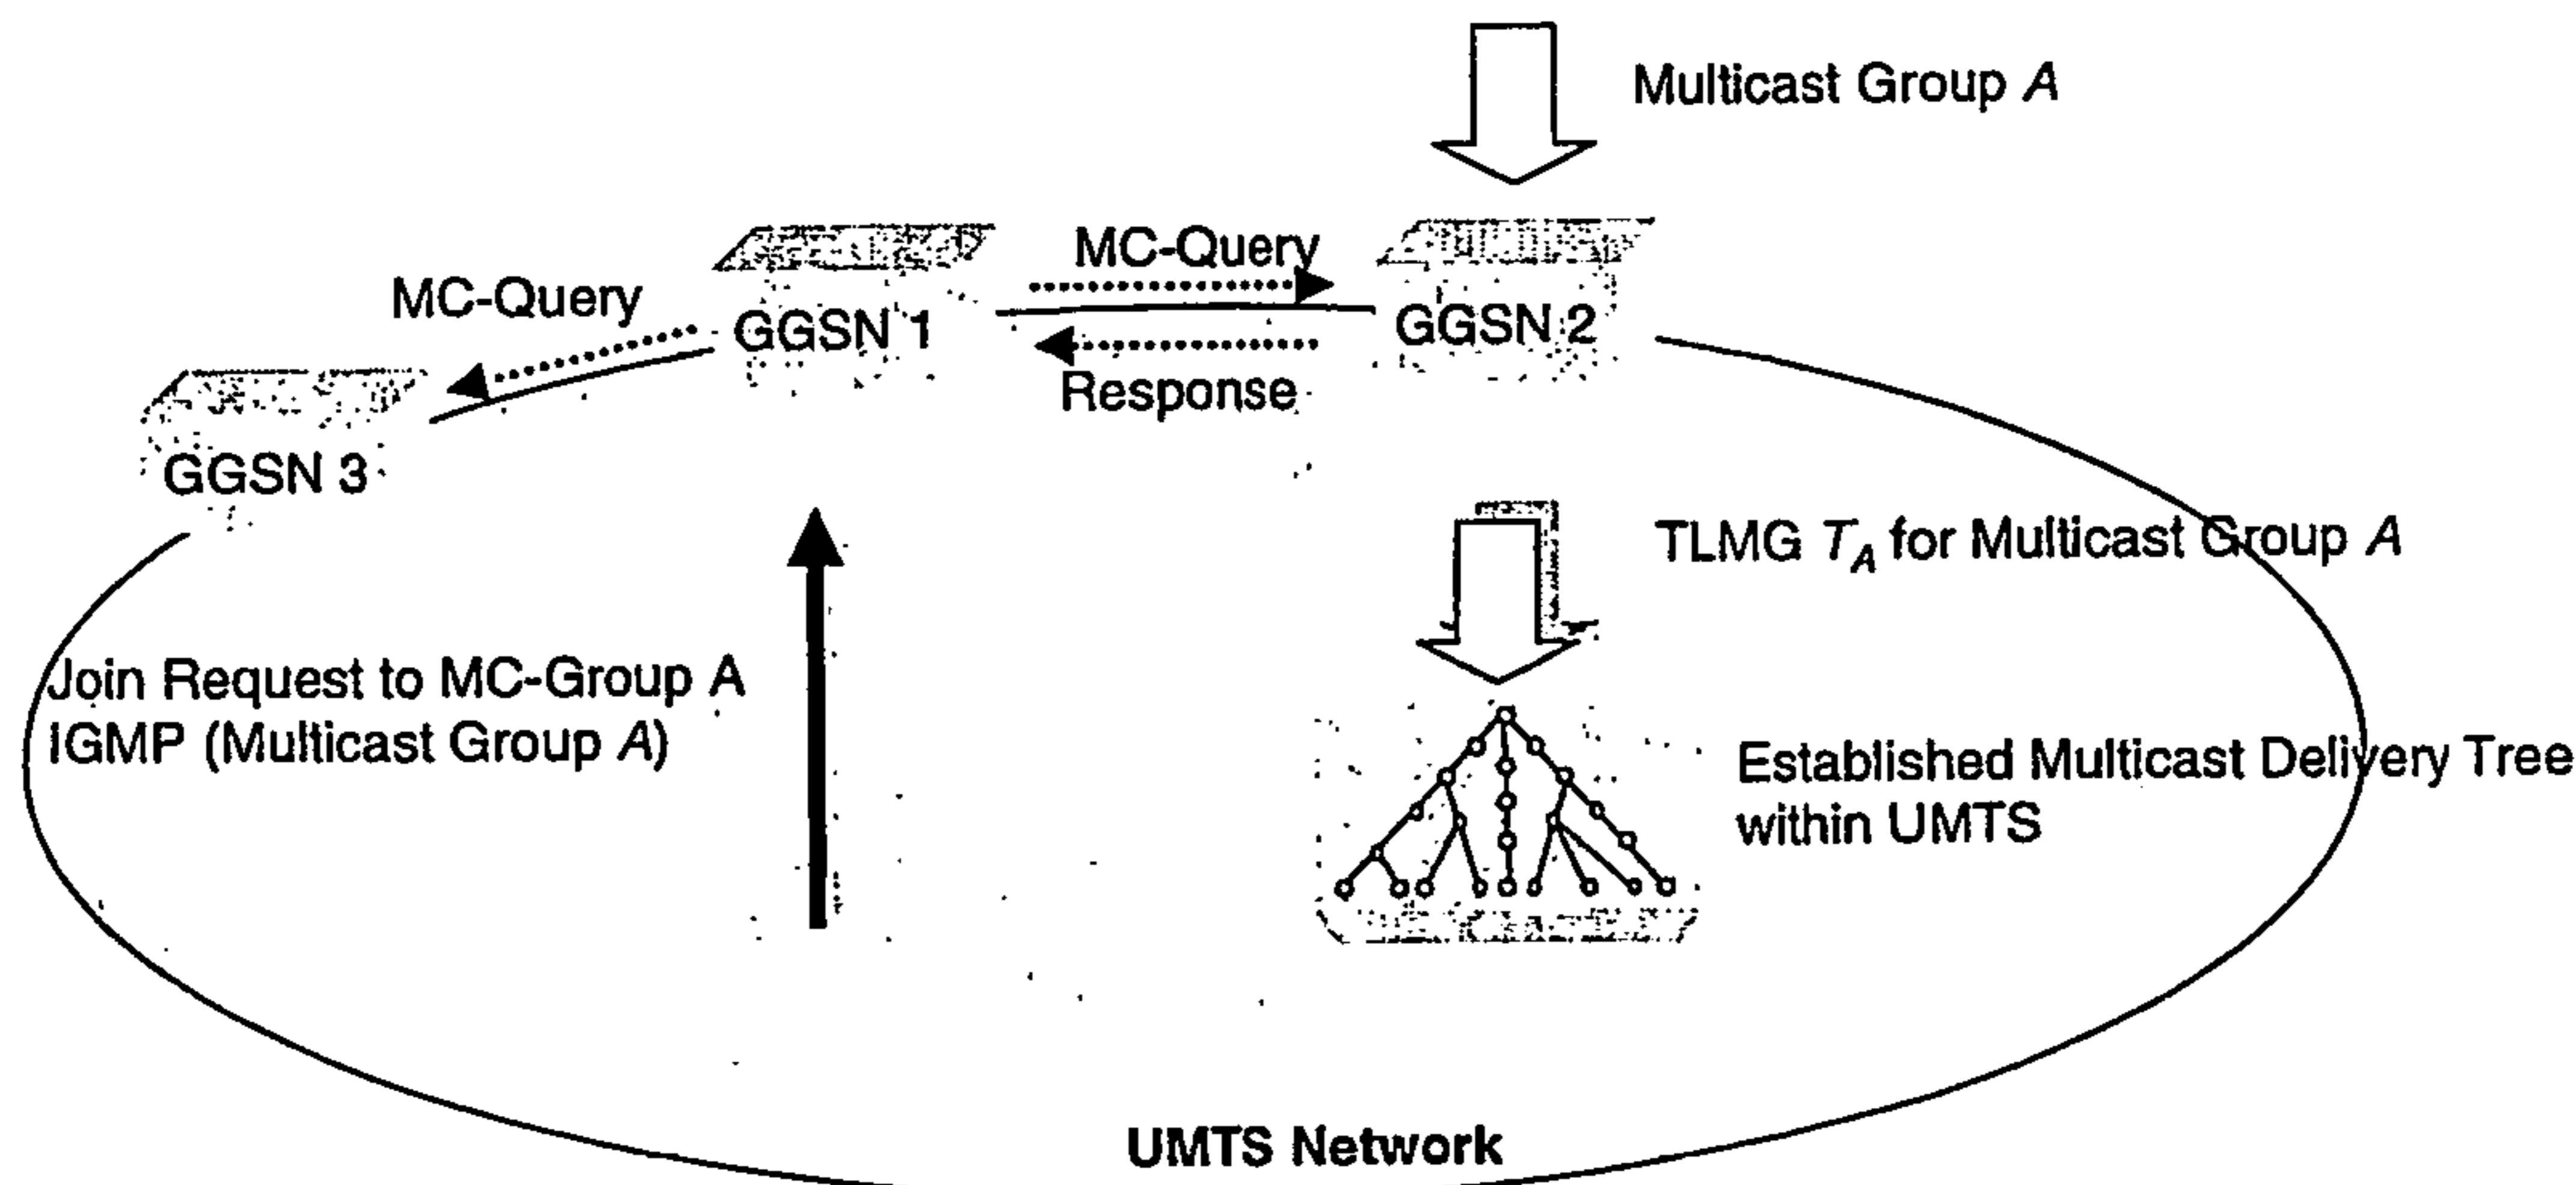 Multicast Group A
MC-Query
MC-Query
GGSN 1
GGSN 2
Response
GGSN 3
TLMG T_A for Multicast Group A
Join Request to MC-Group A
IGMP (Multicast Group A)
Established Multicast Delivery Tree
within UMTS
UMTS Network